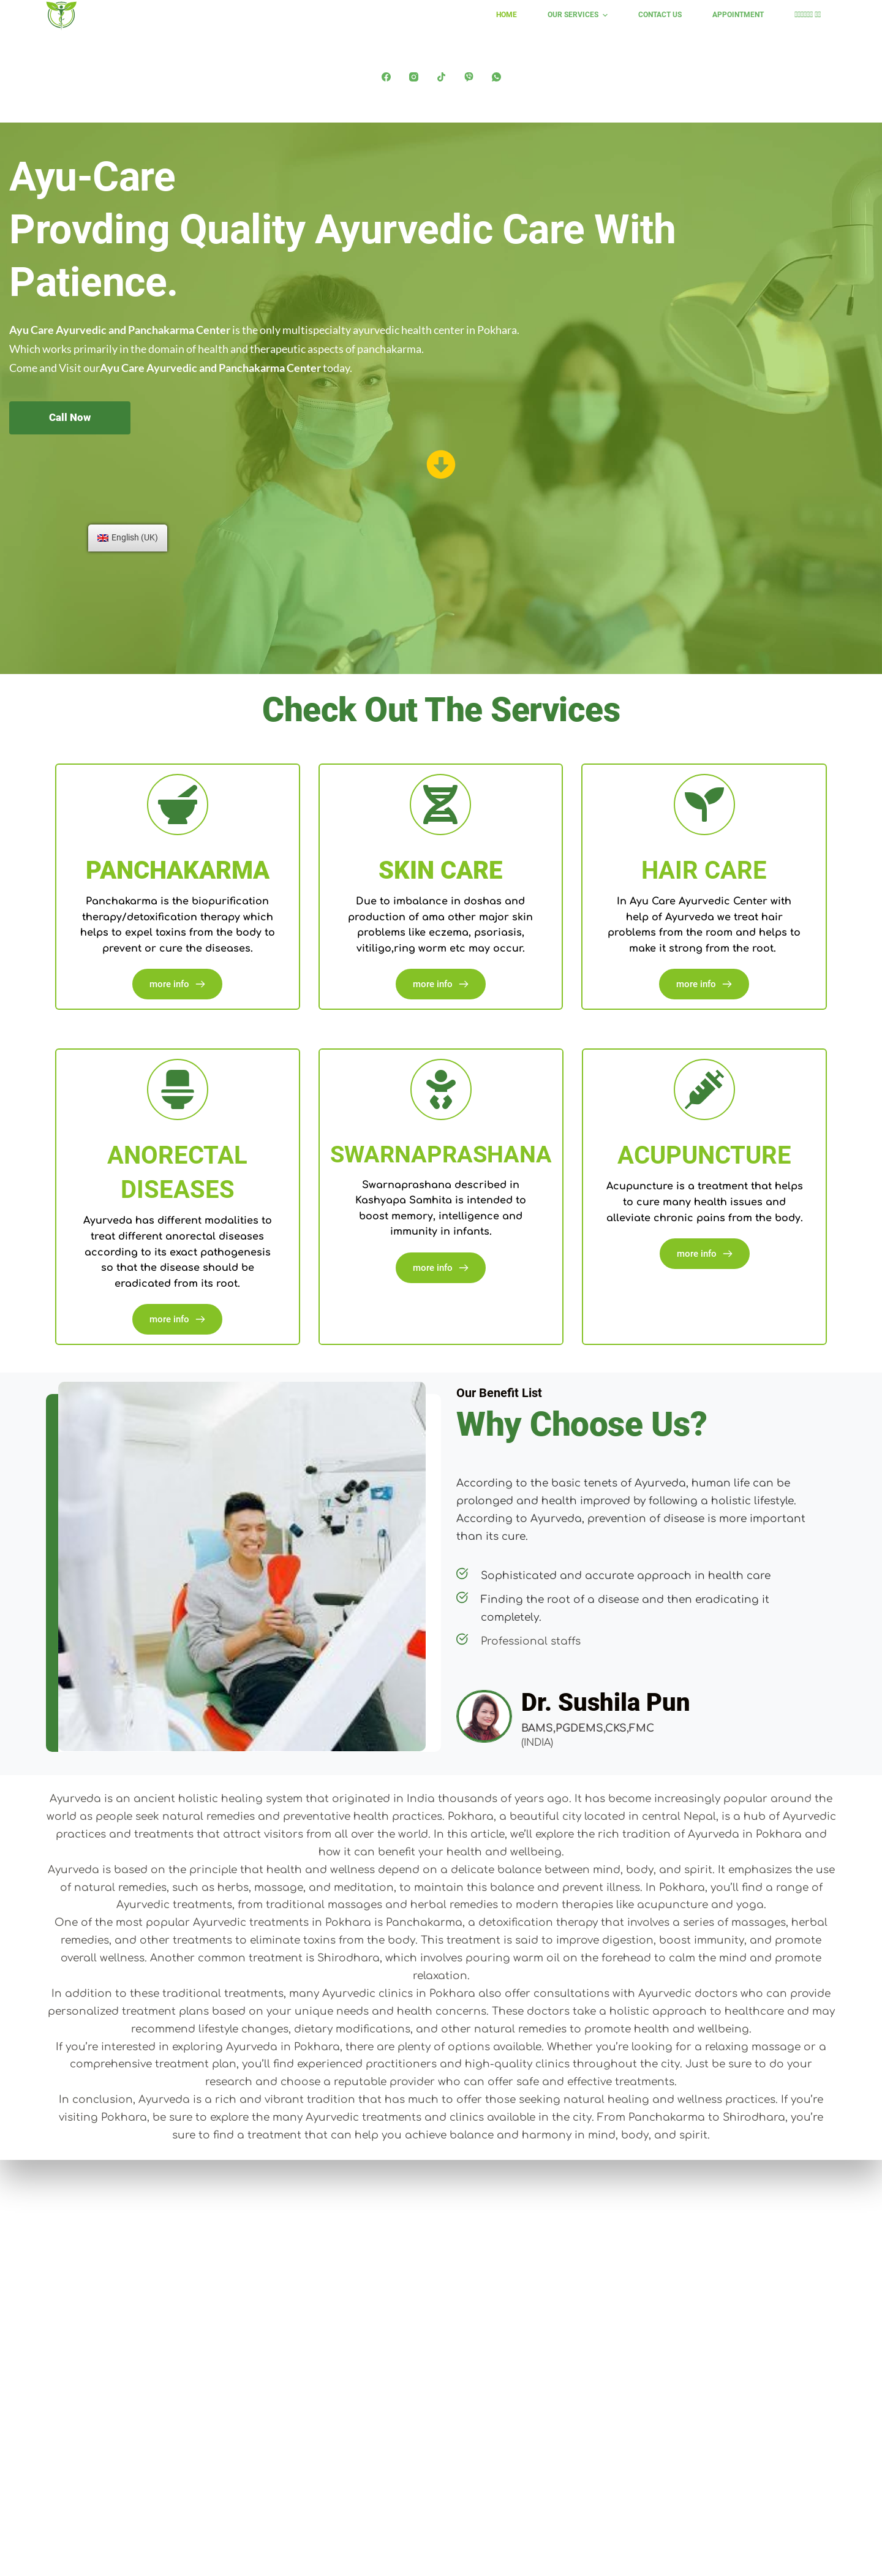 HOME OUR SERVICES CONTACT US APPOINTMENT
Ayu-Care
Provding Quality Ayurvedic Care With
Patience.
Ayu Care Ayurvedic and Panchakarma Center is the only multispecialty ayurvedic health center in Pokhara.
Which works primarily in the domain of health and therapeutic aspects of panchakarma.
Come and Visit ourAyu Care Ayurvedic and Panchakarma Center today.
Call Now
English (UK)
Check Out The Services
PANCHAKARMA
Panchakarma is the biopurification
therapy/detoxification therapy which
helps to expel toxins from the body to
prevent or cure the diseases.
more info
SKIN CARE
Due to imbalance in doshas and
production of ama other major skin
problems like eczema, psoriasis,
vitiligo,ring worm etc may occur.
more info
HAIR CARE
In Ayu Care Ayurvedic Center with
help of Ayurveda we treat hair
problems from the room and helps to
make it strong from the root.
more info
ANORECTAL
DISEASES
Ayurveda has different modalities to
treat different anorectal diseases
according to its exact pathogenesis
so that the disease should be
eradicated from its root.
more info
SWARNAPRASHANA
Swarnaprashana described in
Kashyapa Samhita is intended to
boost memory, intelligence and
immunity in infants.
more info
ACUPUNCTURE
Acupuncture is a treatment that helps
to cure many health issues and
alleviate chronic pains from the body.
more info
Our Benefit List
Why Choose Us?
According to the basic tenets of Ayurveda, human life can be
prolonged and health improved by following a holistic lifestyle.
According to Ayurveda, prevention of disease is more important
than its cure.
Sophisticated and accurate approach in health care
Finding the root of a disease and then eradicating it
completely.
Professional staffs
Dr. Sushila Pun
BAMS,PGDEMS,CKS,FMC
(INDIA)
Ayurveda is an ancient holistic healing system that originated in India thousands of years ago. It has become increasingly popular around the
world as people seek natural remedies and preventative health practices. Pokhara, a beautiful city located in central Nepal, is a hub of Ayurvedic
practices and treatments that attract visitors from all over the world. In this article, we'll explore the rich tradition of Ayurveda in Pokhara and
how it can benefit your health and wellbeing.
Ayurveda is based on the principle that health and wellness depend on a delicate balance between mind, body, and spirit. It emphasizes the use
of natural remedies, such as herbs, massage, and meditation, to maintain this balance and prevent illness. In Pokhara, you'll find a range of
Ayurvedic treatments, from traditional massages and herbal remedies to modern therapies like acupuncture and yoga.
One of the most popular Ayurvedic treatments in Pokhara is Panchakarma, a detoxification therapy that involves a series of massages, herbal
remedies, and other treatments to eliminate toxins from the body. This treatment is said to improve digestion, boost immunity, and promote
overall wellness. Another common treatment is Shirodhara, which involves pouring warm oil on the forehead to calm the mind and promote
relaxation.
In addition to these traditional treatments, many Ayurvedic clinics in Pokhara also offer consultations with Ayurvedic doctors who can provide
personalized treatment plans based on your unique needs and health concerns. These doctors take a holistic approach to healthcare and may
recommend lifestyle changes, dietary modifications, and other natural remedies to promote health and wellbeing.
If you're interested in exploring Ayurveda in Pokhara, there are plenty of options available. Whether you're looking for a relaxing massage or a
comprehensive treatment plan, you'll find experienced practitioners and high-quality clinics throughout the city. Just be sure to do your
research and choose a reputable provider who can offer safe and effective treatments.
In conclusion, Ayurveda is a rich and vibrant tradition that has much to offer those seeking natural healing and wellness practices. If you're
visiting Pokhara, be sure to explore the many Ayurvedic treatments and clinics available in the city. From Panchakarma to Shirodhara, you're
sure to find a treatment that can help you achieve balance and harmony in mind, body, and spirit.